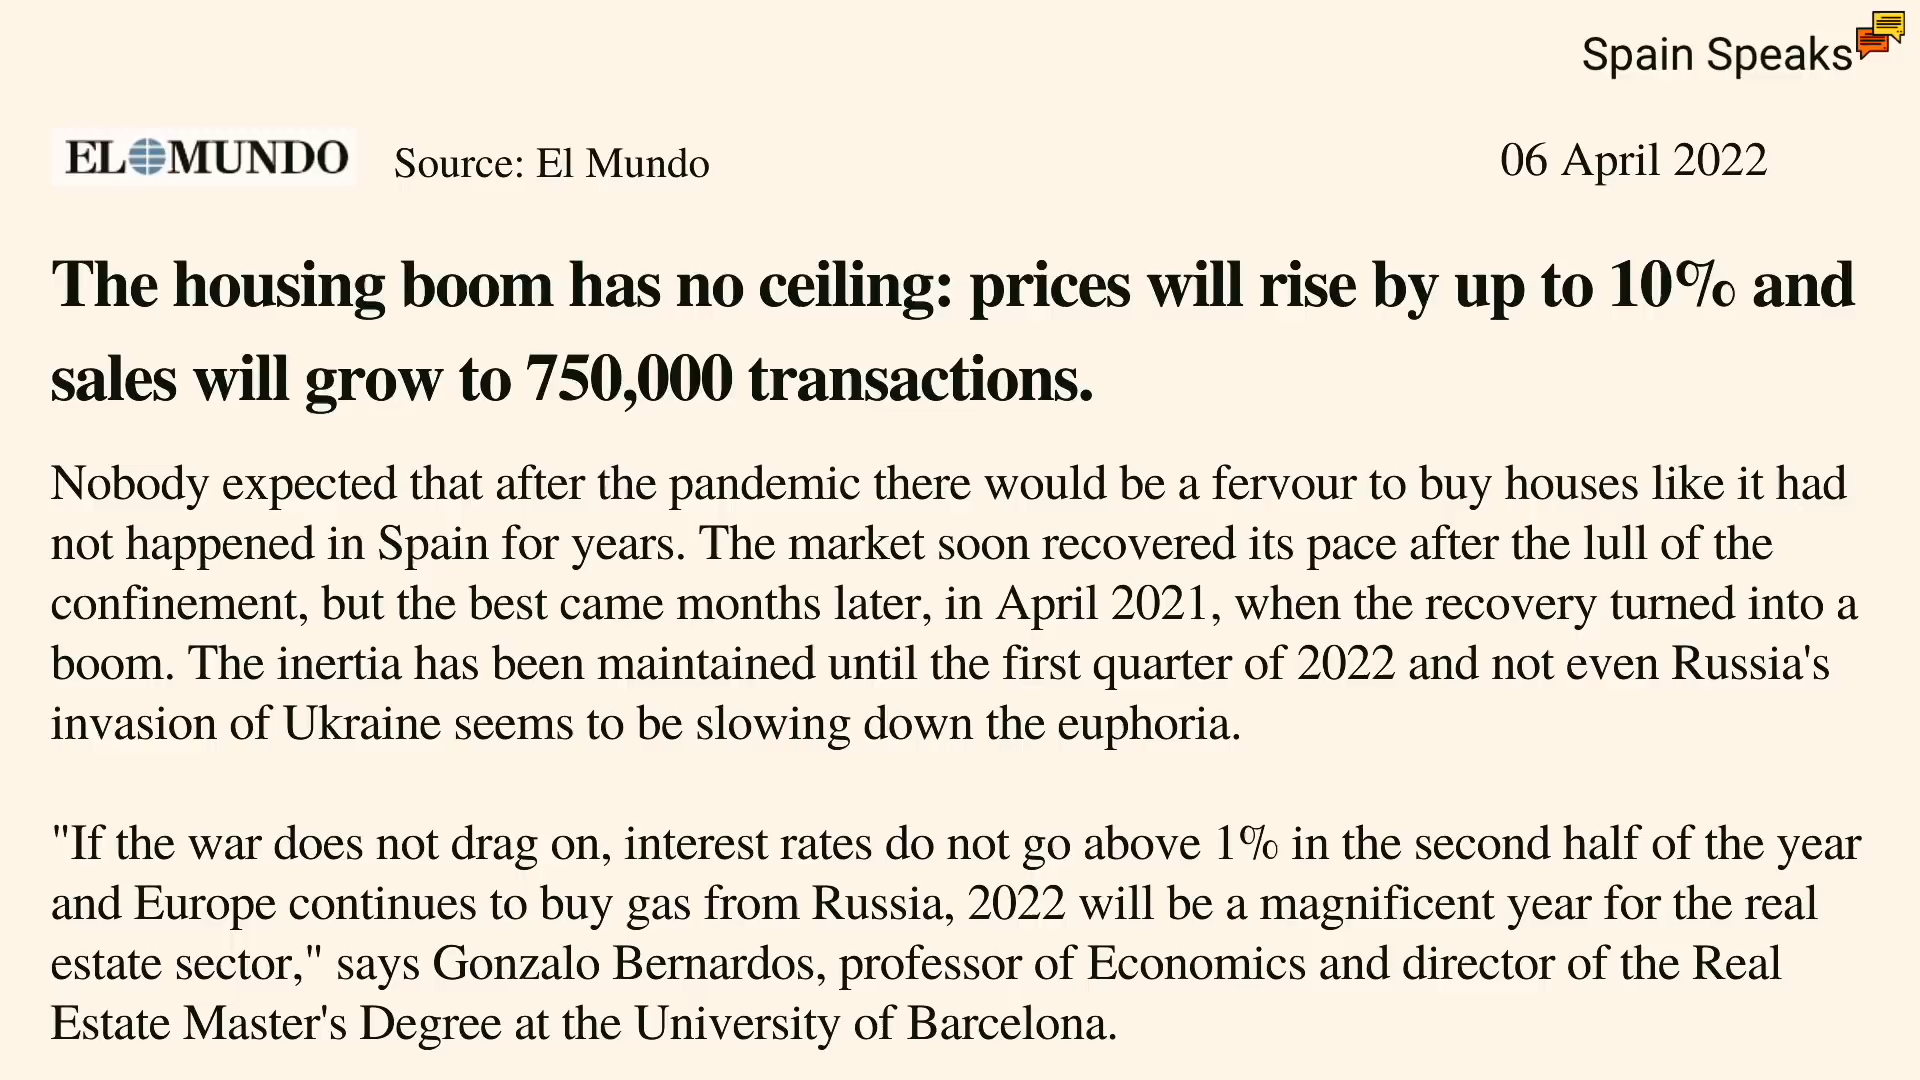 Spain Speaks
EL MUNDO
Source: El Mundo
06 April 2022
The housing boom has no ceiling: prices will rise by up to 10% and
sales will grow to 750,000 transactions.
Nobody expected that after the pandemic there would be a fervour to buy houses like it had
not happened in Spain for years. The market soon recovered its pace after the lull of the
confinement, but the best came months later, in April 2021, when the recovery turned into a
boom. The inertia has been maintained until the first quarter of 2022 and not even Russia's
invasion of Ukraine seems to be slowing down the euphoria.
"If the war does not drag on, interest rates do not go above 1% in the second half of the year
and Europe continues to buy gas from Russia, 2022 will be a magnificent year for the real
estate sector," says Gonzalo Bernardos, professor of Economics and director of the Real
Estate Master's Degree at the University of Barcelona.